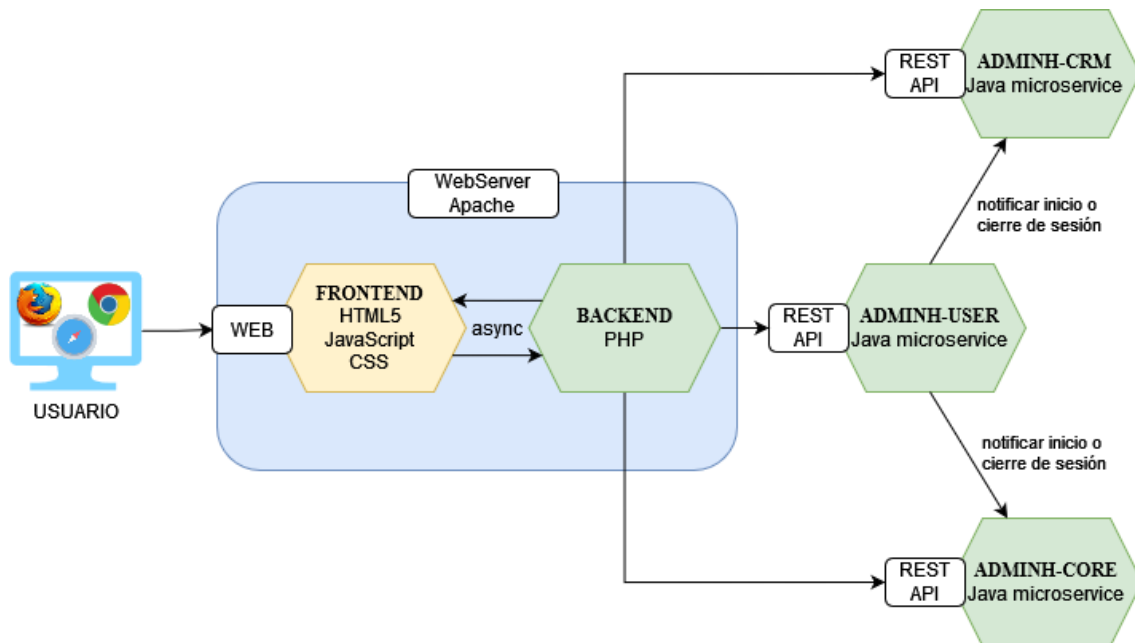 REST
API
ADMINH-CRM
Java microservice
WebServer
Apache
notificar inicio o
cierre de sesión
WEB
FRONTEND
HTML5
JavaScript
CSS
async
BACKEND
PHP
REST
API
ADMINH-USER
Java microservice
USUARIO
notificar inicio o
cierre de sesión
REST
API
ADMINH-CORE
Java microservice